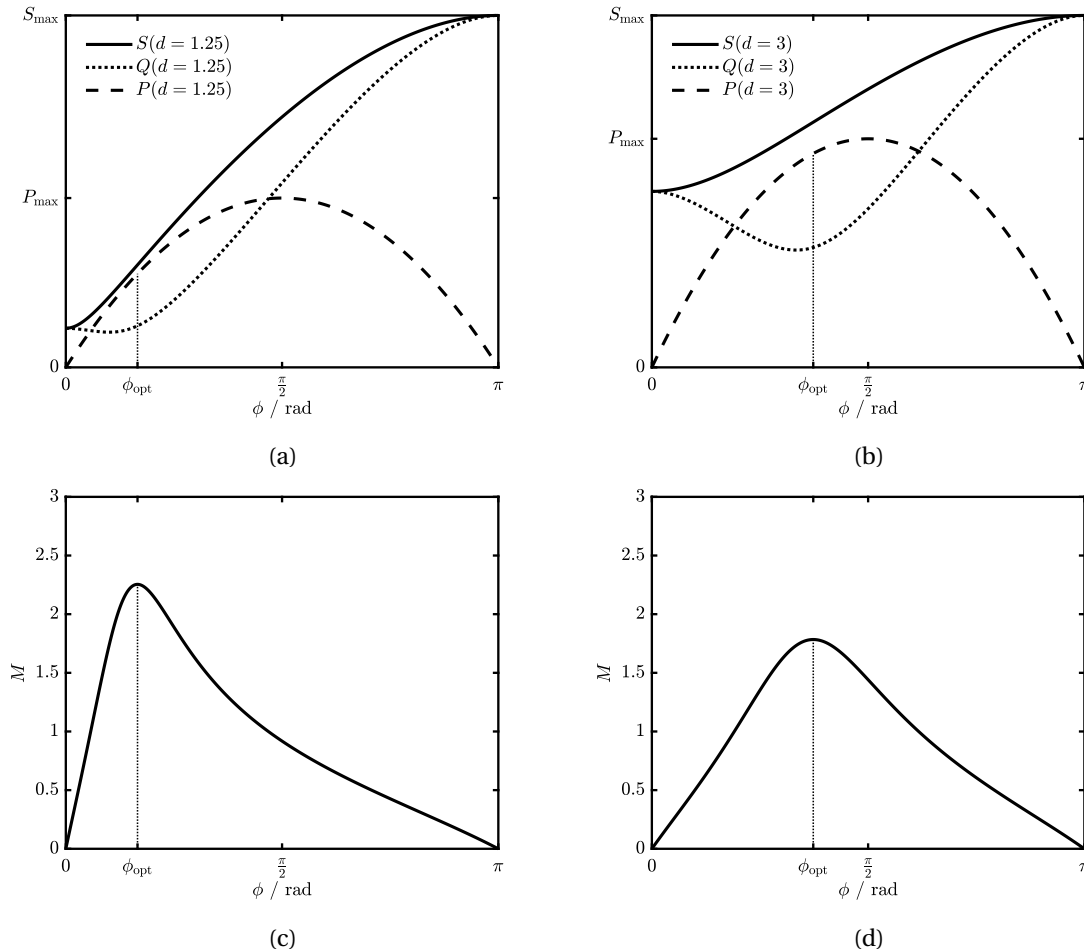 S_max
S(d = 1.25)
Q(d = 1.25)
P(d = 1.25)
P_max
0
0 ϕ_opt π/2 π
ϕ / rad
(a)
S_max
S(d = 3)
Q(d = 3)
P(d = 3)
P_max
0
0 ϕ_opt π/2 π
ϕ / rad
(b)
3
2.5
2
1.5
1
0.5
0
M
0 ϕ_opt π/2 π
ϕ / rad
(c)
3
2.5
2
1.5
1
0.5
0
M
0 ϕ_opt π/2 π
ϕ / rad
(d)